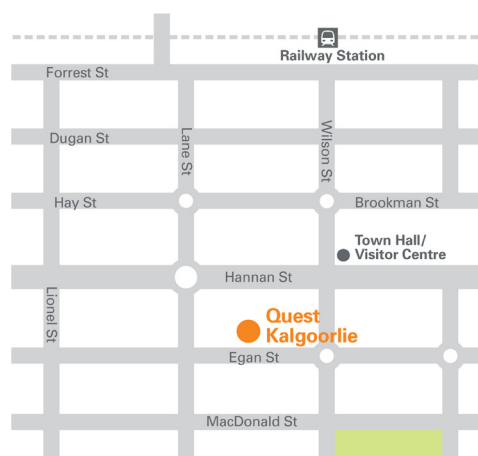 Railway Station
Forrest St
Dugan St
Lane St
Wilson St
Hay St
Brookman St
Town Hall/
Visitor Centre
Hannan St
Lionel St
Quest
Kalgoorlie
Egan St
MacDonald St